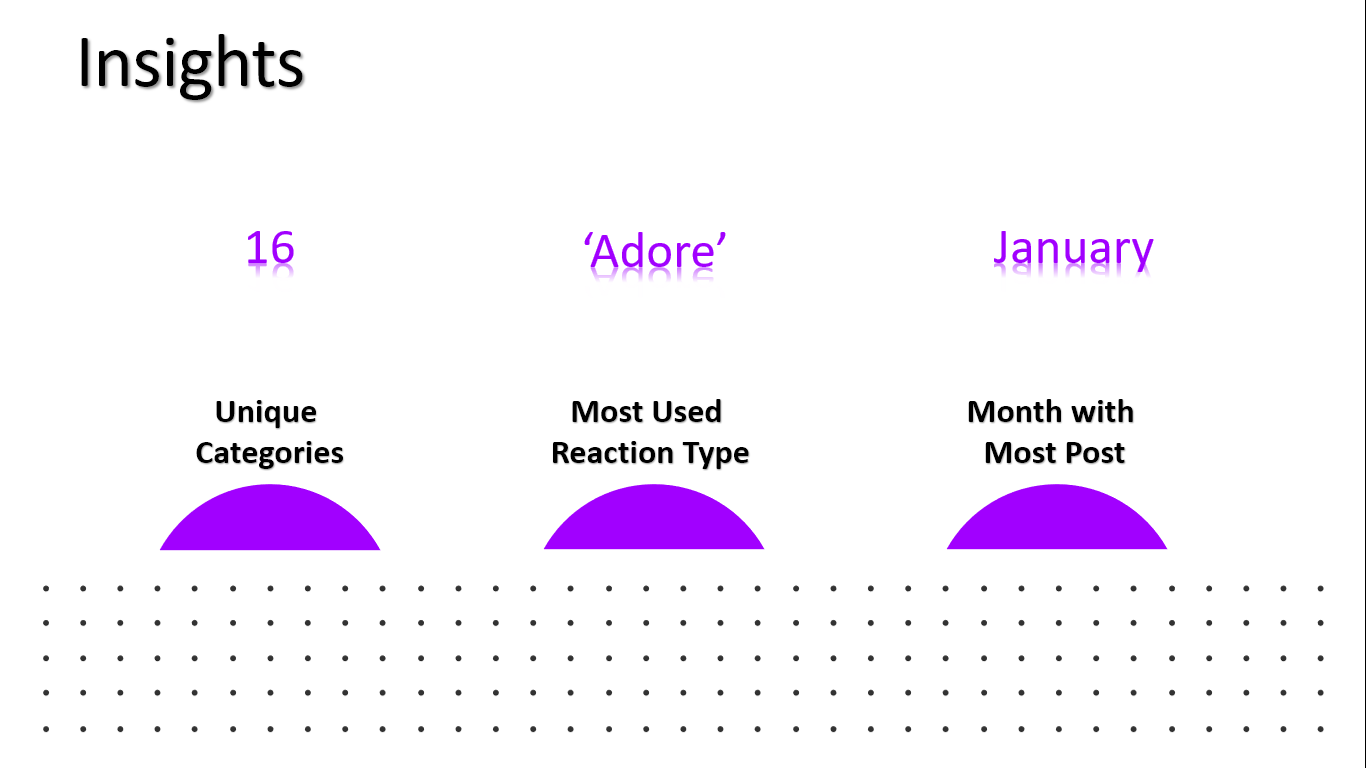 Insights
16
‘Adore’
January
Unique
Categories
Most Used
Reaction Type
Month with
Most Post